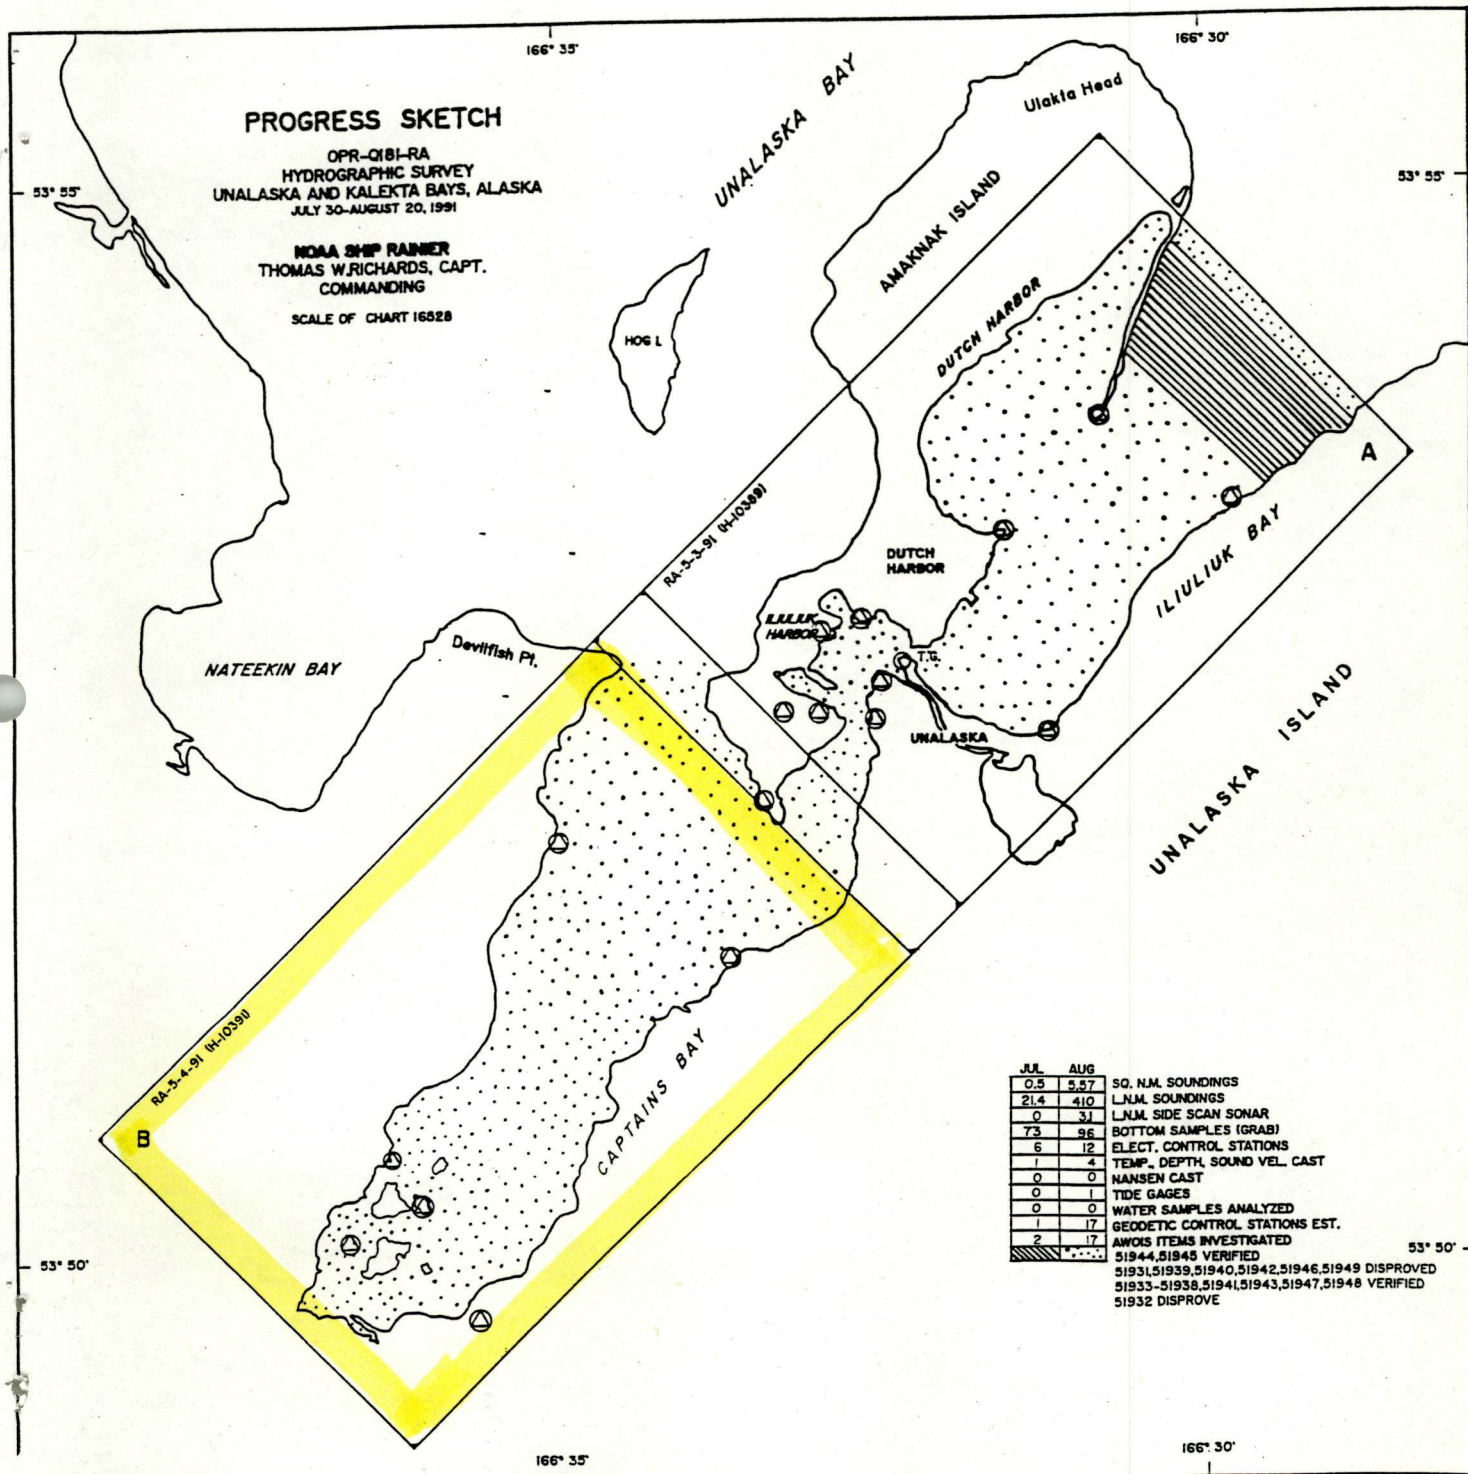 166° 35'
166° 30'
UNALASKA BAY
Ulakta Head
PROGRESS SKETCH
OPR-Q181-RA
HYDROGRAPHIC SURVEY
UNALASKA AND KALEKTA BAYS, ALASKA
JULY 30-AUGUST 20, 1991
NOAA SHIP RAINIER
THOMAS W.RICHARDS, CAPT.
COMMANDING
SCALE OF CHART 16528
53° 55'
53° 55'
AMAKNAK ISLAND
DUTCH HARBOR
HOG I.
A
RA-5-3-91 (H-10389)
ILIULIUK BAY
DUTCH
HARBOR
ILIULIUK
HARBOR
T.G.
Devilfish Pt.
NATEEKIN BAY
UNALASKA
UNALASKA ISLAND
RA-5-4-91 (H-10391)
B
CAPTAINS BAY
JUL AUG
0.5 5.57 SQ. N.M. SOUNDINGS
21.4 410 L.N.M. SOUNDINGS
0 3.1 L.N.M. SIDE SCAN SONAR
73 96 BOTTOM SAMPLES (GRAB)
6 12 ELECT. CONTROL STATIONS
1 4 TEMP., DEPTH, SOUND VEL. CAST
0 0 NANSEN CAST
0 1 TIDE GAGES
0 0 WATER SAMPLES ANALYZED
1 17 GEODETIC CONTROL STATIONS EST.
2 17 AWOIS ITEMS INVESTIGATED
51944,51945 VERIFIED
51931,51939,51940,51942,51946,51949 DISPROVED
51933-51938,51941,51943,51947,51948 VERIFIED
51932 DISPROVE
53° 50'
53° 50'
166° 35'
166° 30'